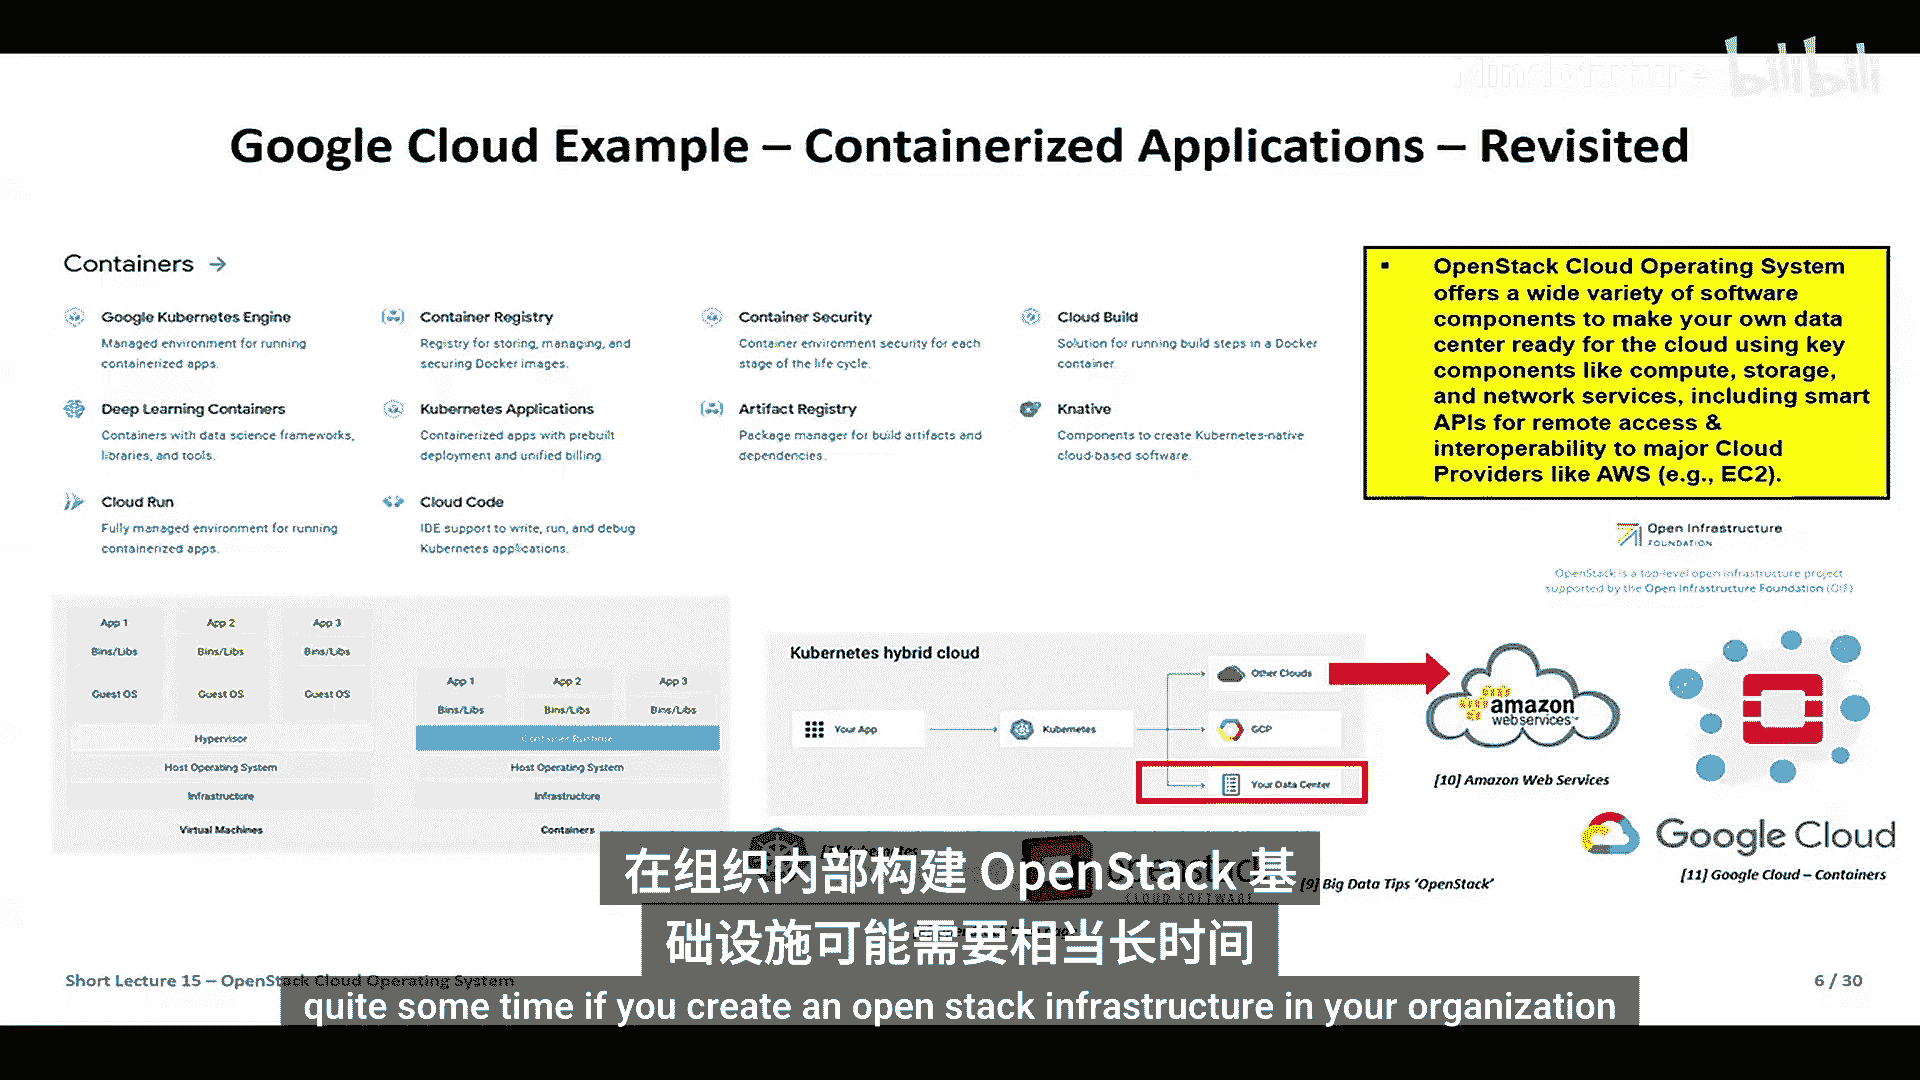 bilibili
Google Cloud Example – Containerized Applications – Revisited
Containers →
Google Kubernetes Engine
Managed environment for running
containerized apps.
Container Registry
Registry for storing, managing, and
securing Docker images.
Container Security
Container environment security for each
stage of the life cycle.
Cloud Build
Solution for running build steps in a Docker
container.
Deep Learning Containers
Containers with data science frameworks,
libraries, and tools.
Kubernetes Applications
Containerized apps with prebuilt
deployment and unified billing.
Artifact Registry
Package manager for build artifacts and
dependencies.
Knative
Components to create Kubernetes-native
cloud-based software.
Cloud Run
Fully managed environment for running
containerized apps.
Cloud Code
IDE support to write, run, and debug
Kubernetes applications.
▪ OpenStack Cloud Operating System
offers a wide variety of software
components to make your own data
center ready for the cloud using key
components like compute, storage,
and network services, including smart
APIs for remote access &
interoperability to major Cloud
Providers like AWS (e.g., EC2).
Open Infrastructure
FOUNDATION
OpenStack is a top-level open infrastructure project
supported by the Open Infrastructure Foundation (OIF)
App 1 App 2 App 3
Bins/Libs Bins/Libs Bins/Libs
Guest OS Guest OS Guest OS
Hypervisor
Host Operating System
Infrastructure
Virtual Machines
App 1 App 2 App 3
Bins/Libs Bins/Libs Bins/Libs
Container Runtime
Host Operating System
Infrastructure
Containers
Kubernetes hybrid cloud
Your App
Kubernetes
Other Clouds
GCP
Your Data Center
amazon
webservices™
[10] Amazon Web Services
Google Cloud
[11] Google Cloud – Containers
Kubernetes
openstack
CLOUD SOFTWARE
[9] Big Data Tips ‘OpenStack’
在组织内部构建 OpenStack 基
础设施可能需要相当长时间
quite some time if you create an open stack infrastructure in your organization
Short Lecture 15 – OpenStack Cloud Operating System
6 / 30